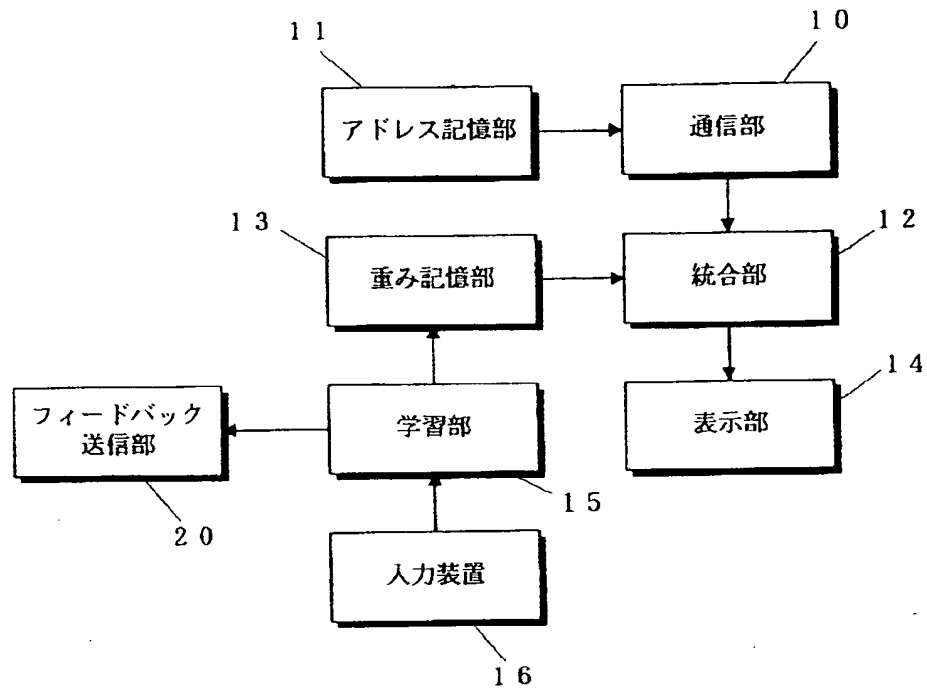 11
10
アドレス記憶部
通信部
13
12
重み記憶部
統合部
14
フィードバック
送信部
学習部
表示部
15
20
入力装置
16